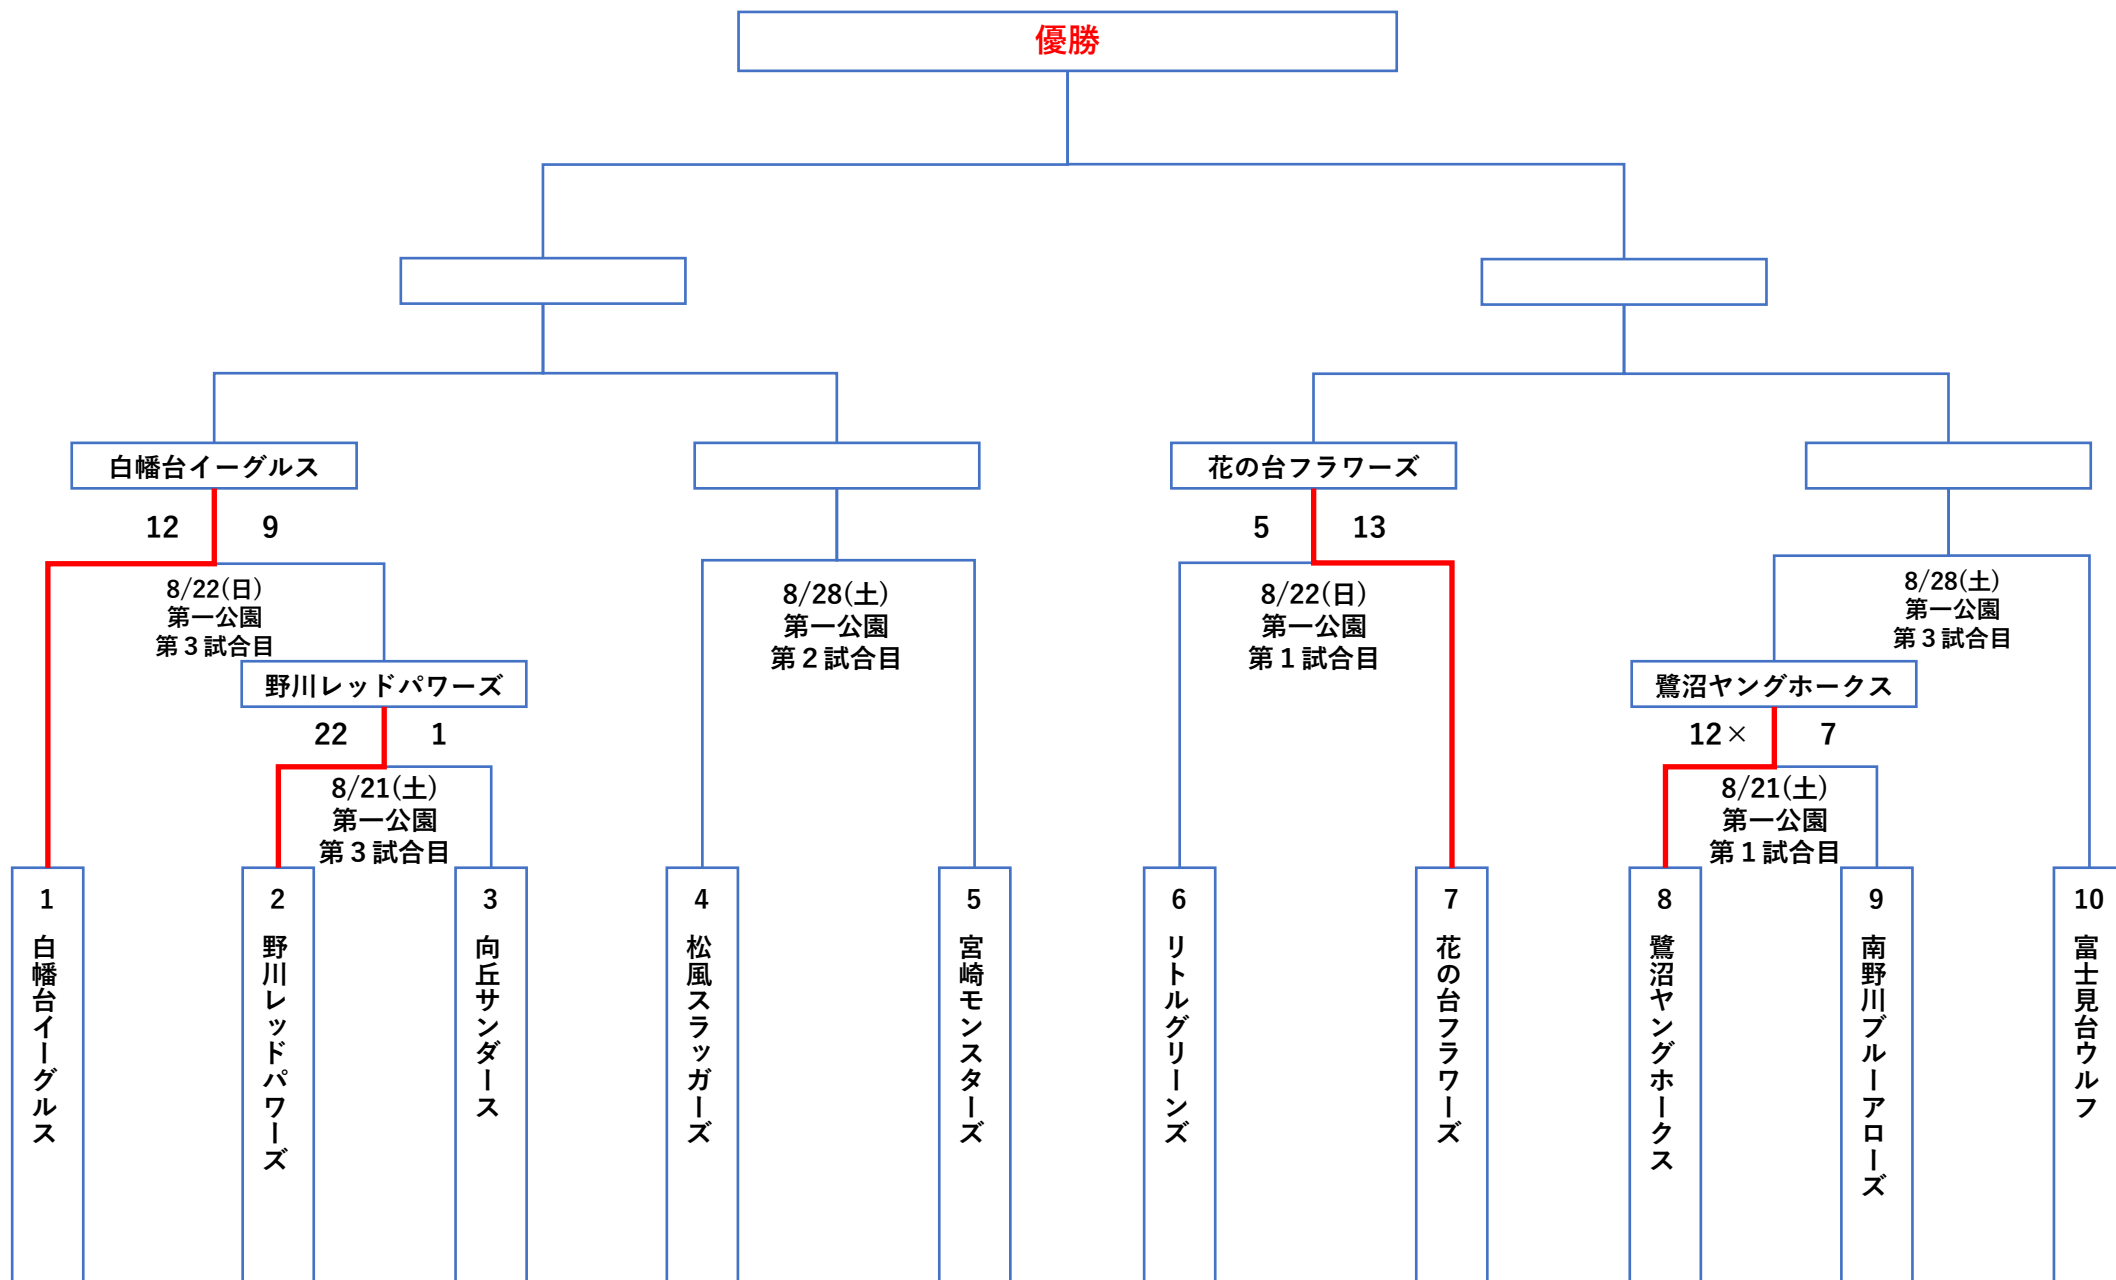 優勝
白幡台イーグルス
花の台フラワーズ
12 9
5 13
8/22(日)
第一公園
第３試合目
8/28(土)
第一公園
第２試合目
8/22(日)
第一公園
第１試合目
8/28(土)
第一公園
第３試合目
野川レッドパワーズ
鷺沼ヤングホークス
22 1
12× 7
8/21(土)
第一公園
第３試合目
8/21(土)
第一公園
第１試合目
1
白幡台イーグルス
2
野川レッドパワーズ
3
向丘サンダース
4
松風スラッガーズ
5
宮崎モンスターズ
6
リトルグリーンズ
7
花の台フラワーズ
8
鷺沼ヤングホークス
9
南野川ブルーアローズ
10
富士見台ウルフ